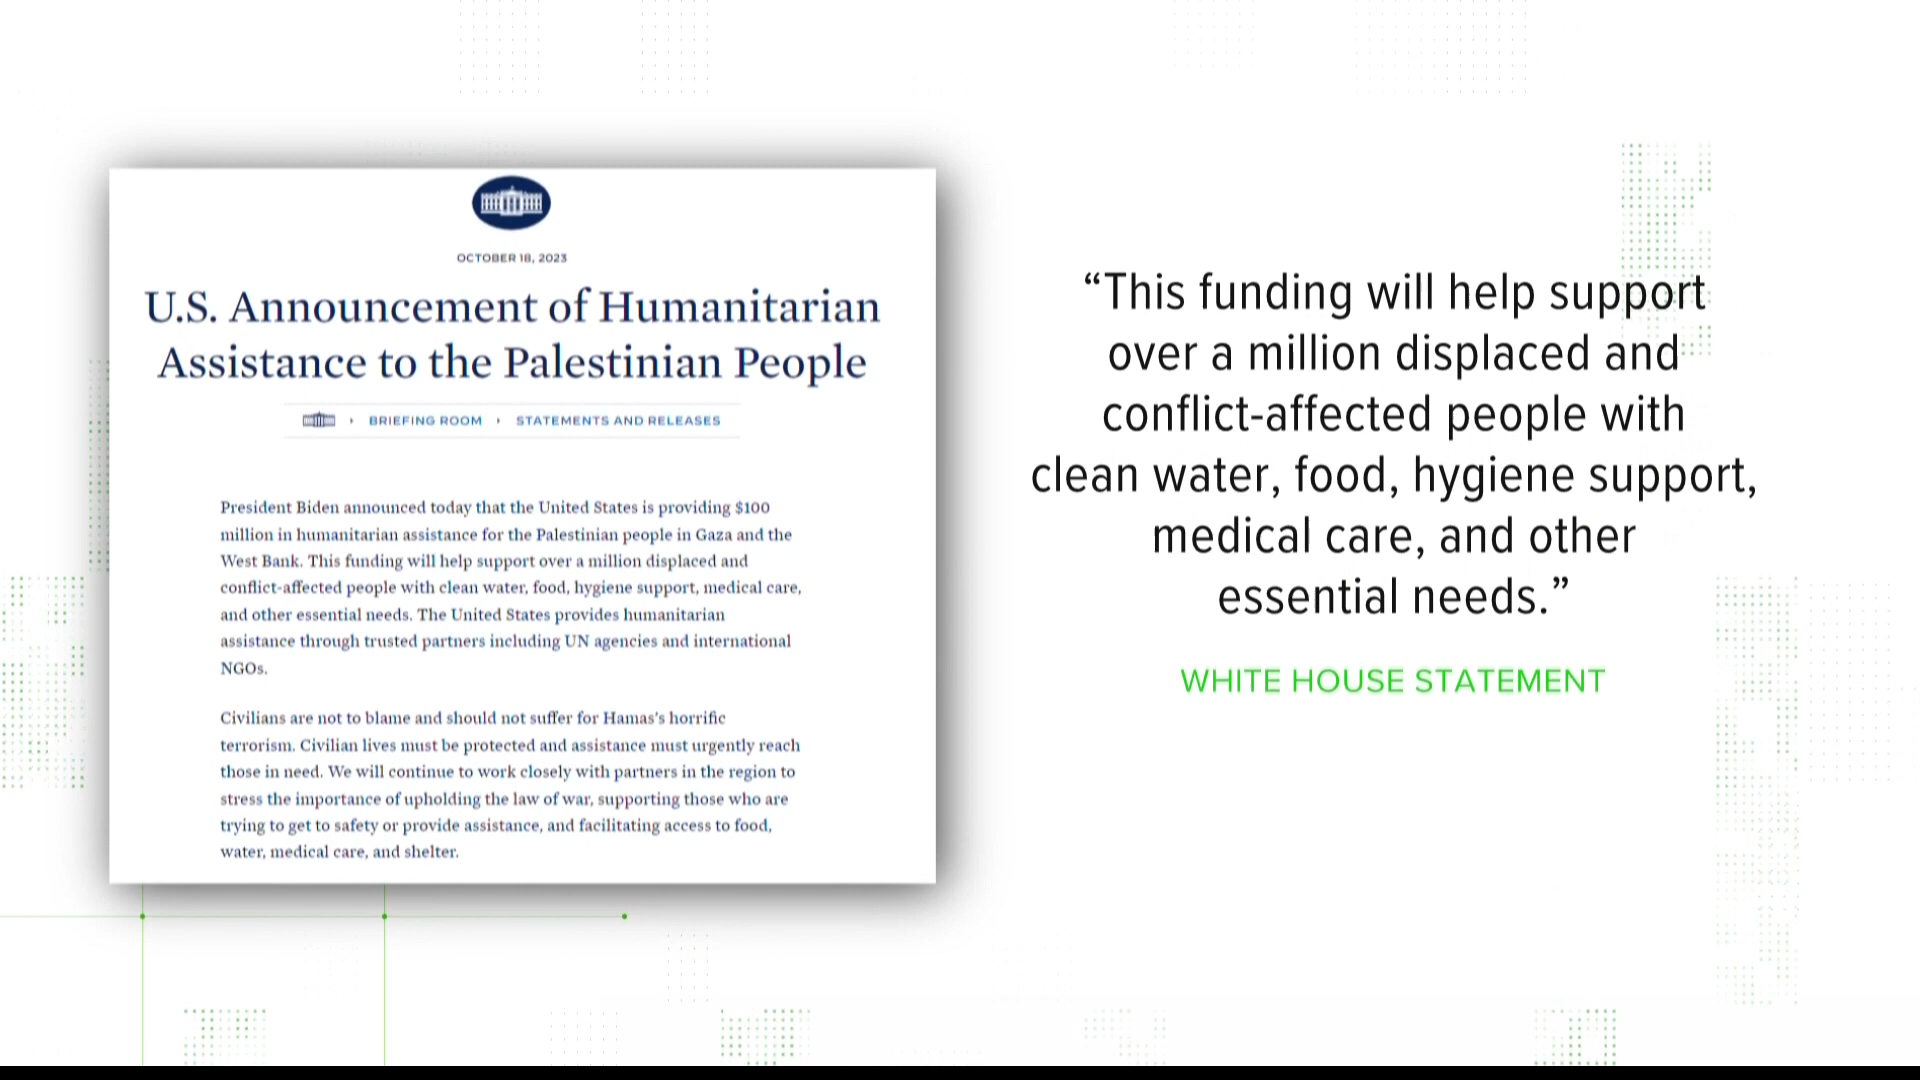 OCTOBER 18, 2023
U.S. Announcement of Humanitarian
Assistance to the Palestinian People
BRIEFING ROOM › STATEMENTS AND RELEASES
President Biden announced today that the United States is providing $100
million in humanitarian assistance for the Palestinian people in Gaza and the
West Bank. This funding will help support over a million displaced and
conflict-affected people with clean water, food, hygiene support, medical care,
and other essential needs. The United States provides humanitarian
assistance through trusted partners including UN agencies and international
NGOs.
Civilians are not to blame and should not suffer for Hamas's horrific
terrorism. Civilian lives must be protected and assistance must urgently reach
those in need. We will continue to work closely with partners in the region to
stress the importance of upholding the law of war, supporting those who are
trying to get to safety or provide assistance, and facilitating access to food,
water, medical care, and shelter.
“This funding will help support
over a million displaced and
conflict-affected people with
clean water, food, hygiene support,
medical care, and other
essential needs.”
WHITE HOUSE STATEMENT